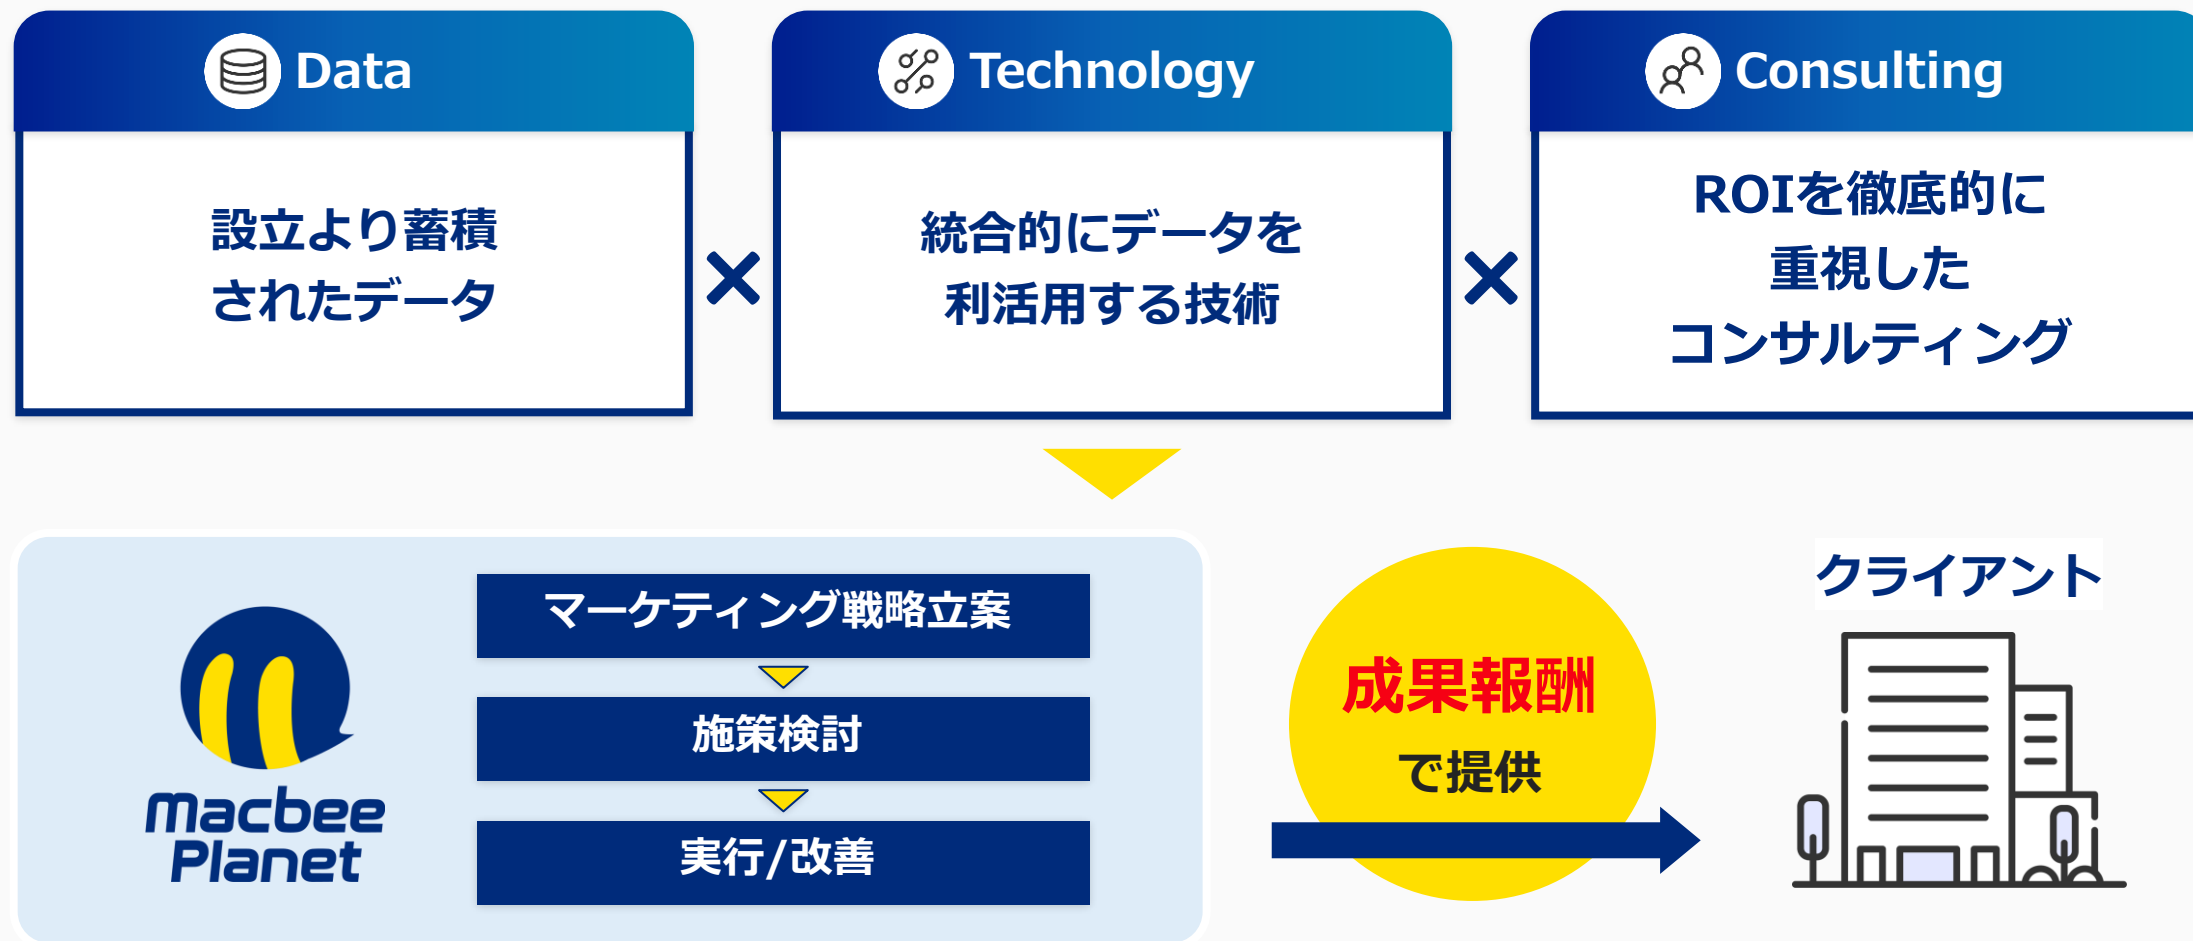 Data
設立より蓄積
されたデータ
Technology
統合的にデータを
利活用する技術
Consulting
ROIを徹底的に
重視した
コンサルティング
macbee
Planet
マーケティング戦略立案
施策検討
実行/改善
成果報酬
で提供
クライアント